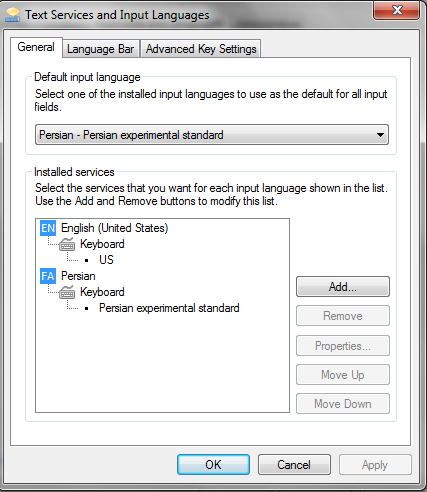 Text Services and Input Languages
General
Language Bar
Advanced Key Settings
Default input language
Select one of the installed input languages to use as the default for all input
fields.
Persian - Persian experimental standard
Installed services
Select the services that you want for each input language shown in the list.
Use the Add and Remove buttons to modify this list.
EN English (United States)
Keyboard
US
FA Persian
Keyboard
Persian experimental standard
Add...
Remove
Properties...
Move Up
Move Down
OK
Cancel
Apply